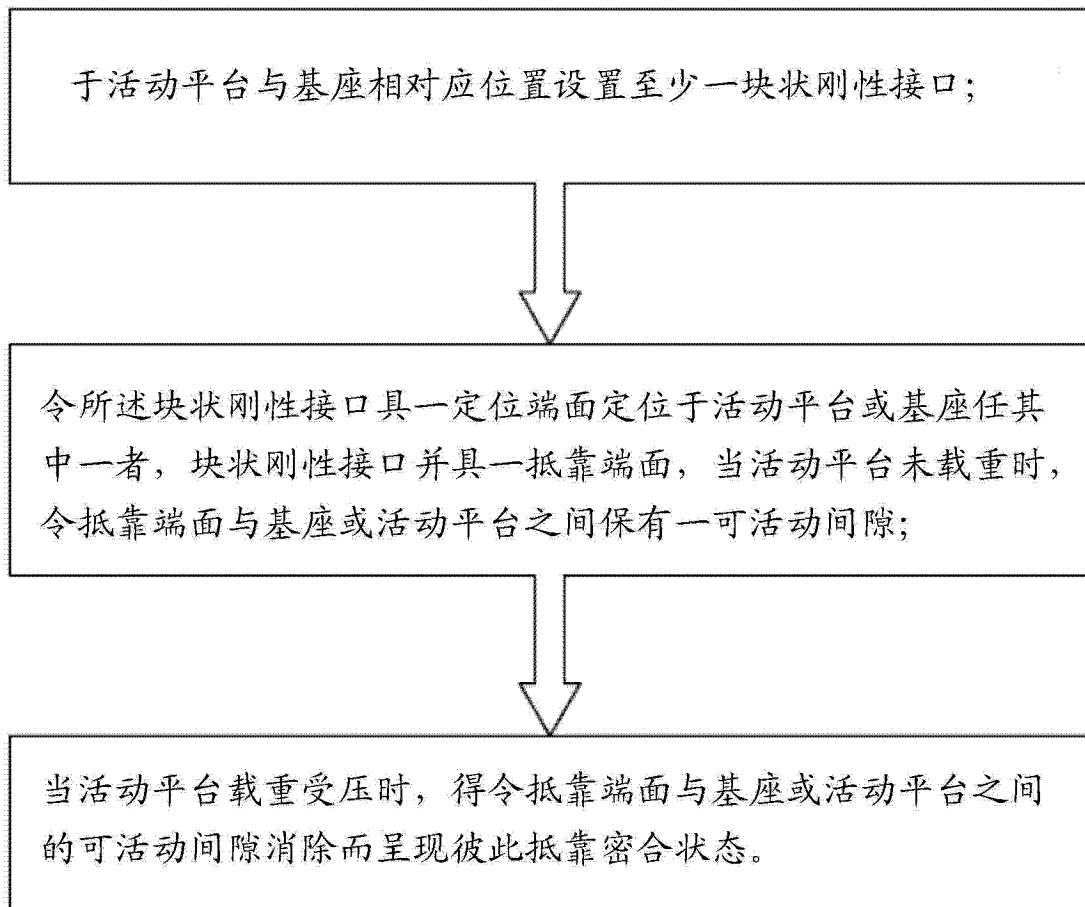 于活动平台与基座相对应位置设置至少一块状刚性接口；
令所述块状刚性接口具一定位端面定位于活动平台或基座任其
中一者，块状刚性接口并具一抵靠端面，当活动平台未载重时，
令抵靠端面与基座或活动平台之间保有一可活动间隙；
当活动平台载重受压时，得令抵靠端面与基座或活动平台之间
的可活动间隙消除而呈现彼此抵靠密合状态。